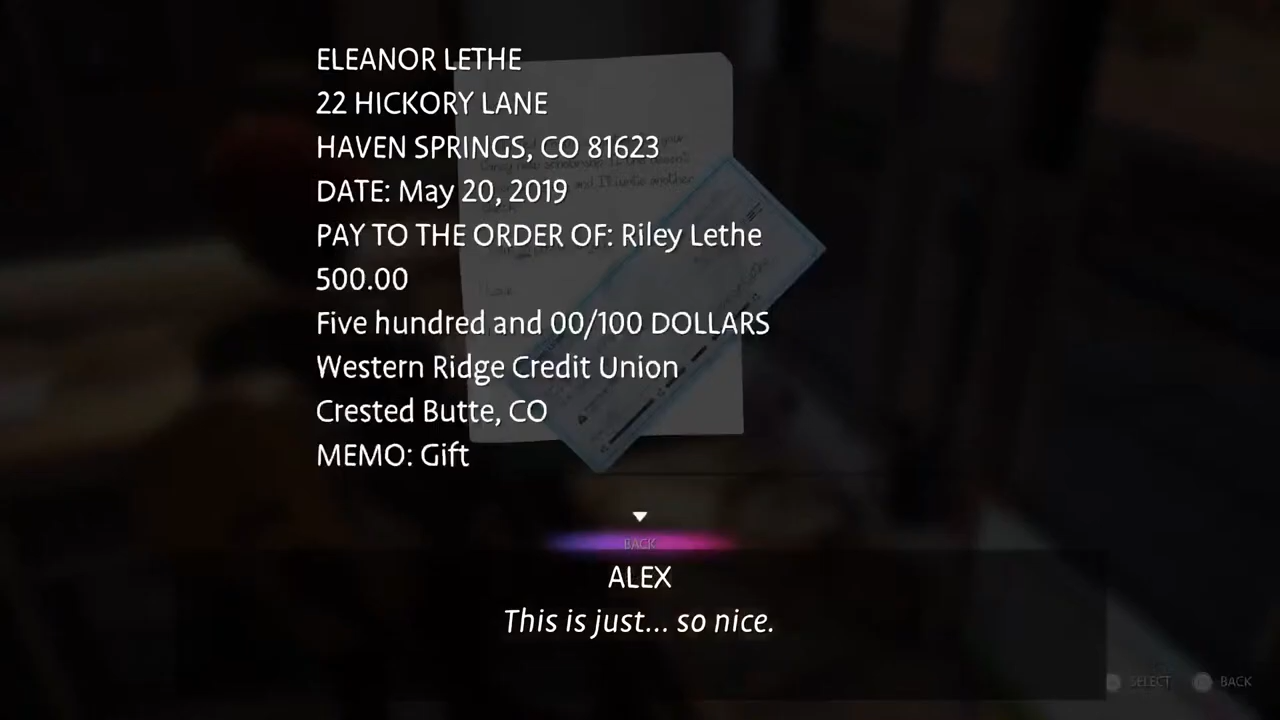 ELEANOR LETHE
22 HICKORY LANE
HAVEN SPRINGS, CO 81623
DATE: May 20, 2019
PAY TO THE ORDER OF: Riley Lethe
500.00
Five hundred and 00/100 DOLLARS
Western Ridge Credit Union
Crested Butte, CO
MEMO: Gift
BACK
ALEX
This is just... so nice.
SELECT BACK